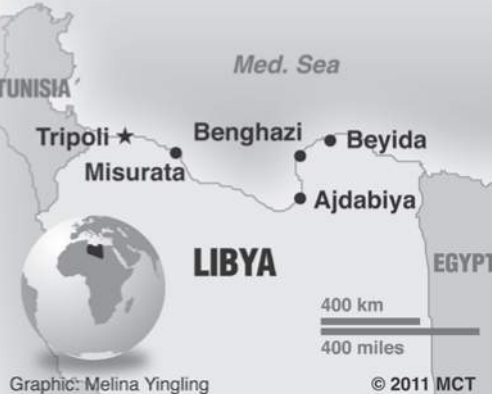 Med. Sea
TUNISIA
Tripoli
Benghazi
Beyida
Misurata
Ajdabiya
LIBYA
EGYPT
400 km
400 miles
Graphic: Melina Yingling
© 2011 MCT